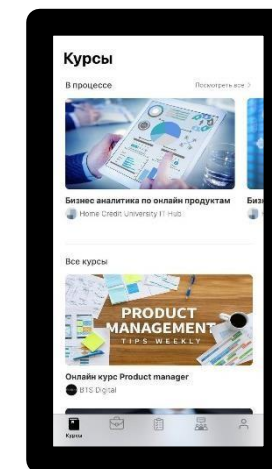 Курсы
В процессе
Посмотреть все >
Бизнес аналитика по онлайн продуктам
Бизн
Home Credit University IT Hub
Все курсы
PRODUCT
MANAGEMENT
TIPS WEEKLY
Онлайн курс Product manager
BTS Digital
Курсы